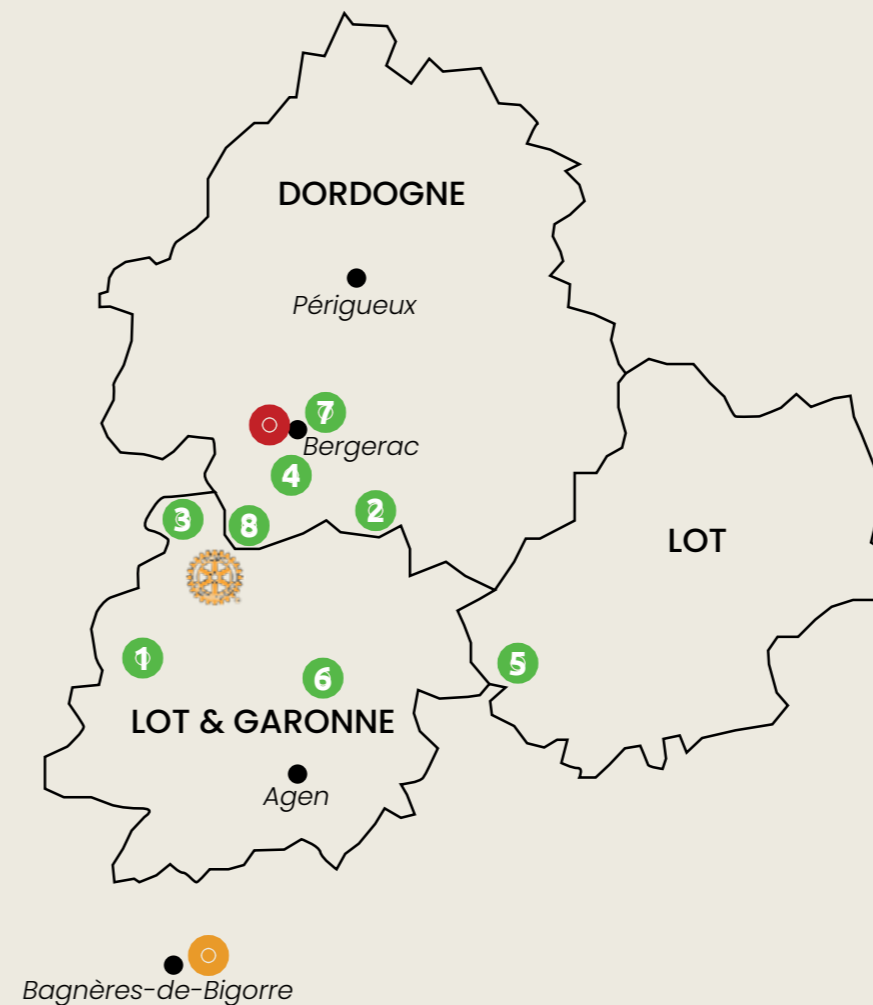 DORDOGNE
Périgueux
7
Bergerac
4
2
3
8
LOT
1
5
6
LOT & GARONNE
Agen
Bagnères-de-Bigorre